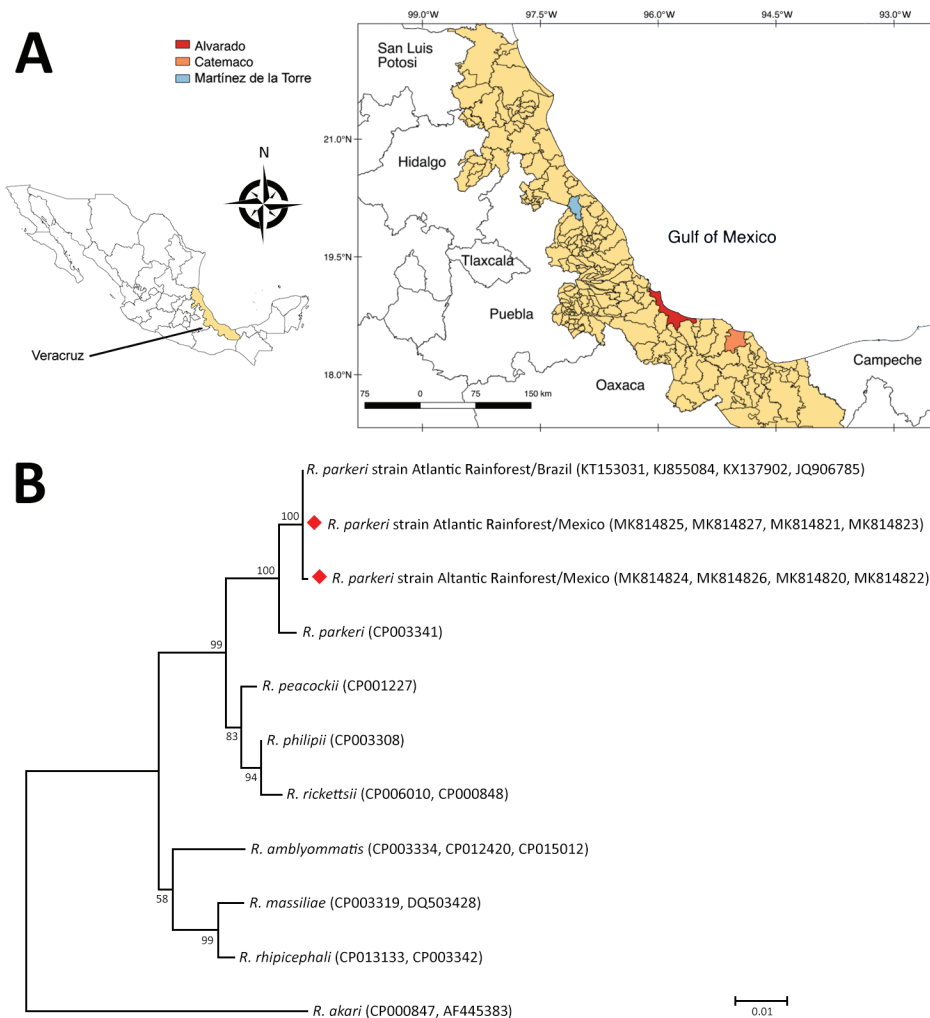 A
Alvarado
Catemaco
Martínez de la Torre
N
Veracruz
99.0°W 97.5°W 96.0°W 94.5°W 93.0°W
San Luis
Potosi
21.0°N
Hidalgo
Gulf of Mexico
19.5°N
Tlaxcala
Puebla
Campeche
18.0°N
Oaxaca
75 0 75 150 km
B
R. parkeri strain Atlantic Rainforest/Brazil (KT153031, KJ855084, KX137902, JQ906785)
100
R. parkeri strain Atlantic Rainforest/Mexico (MK814825, MK814827, MK814821, MK814823)
100
R. parkeri strain Altantic Rainforest/Mexico (MK814824, MK814826, MK814820, MK814822)
R. parkeri (CP003341)
99
R. peacockii (CP001227)
83
R. philipii (CP003308)
94
R. rickettsii (CP006010, CP000848)
R. amblyommatis (CP003334, CP012420, CP015012)
58
R. massiliae (CP003319, DQ503428)
99
R. rhipicephali (CP013133, CP003342)
R. akari (CP000847, AF445383)
0.01